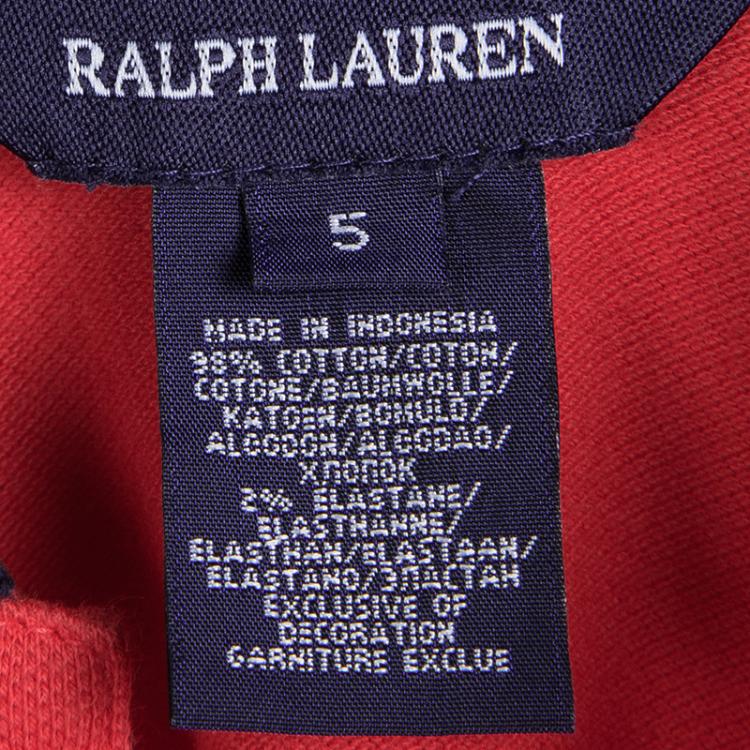 RALPH LAUREN
5
MADE IN INDONESIA
98% COTTON/COTON/
COTONE/BAUMWOLLE/
KATOEN/BOMULD/
ALGODON/ALGODAO/
ХЛОПОК
2% ELASTANE/
ELASTHANNE/
ELASTHAN/ELASTAAN/
ELASTANO/ЭЛАСТАН
EXCLUSIVE OF
DECORATION
GARNITURE EXCLUE